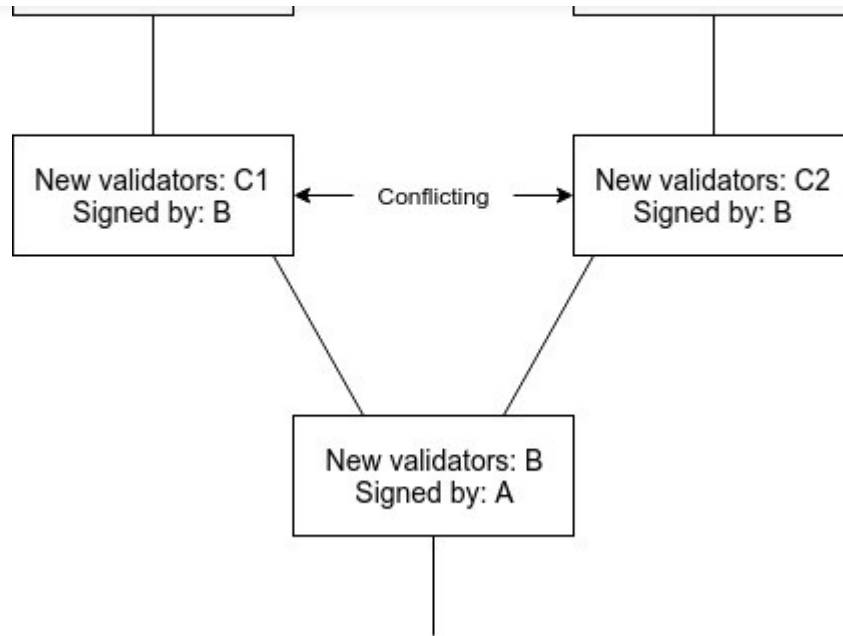 New validators: C1
Signed by: B
Conflicting
New validators: C2
Signed by: B
New validators: B
Signed by: A